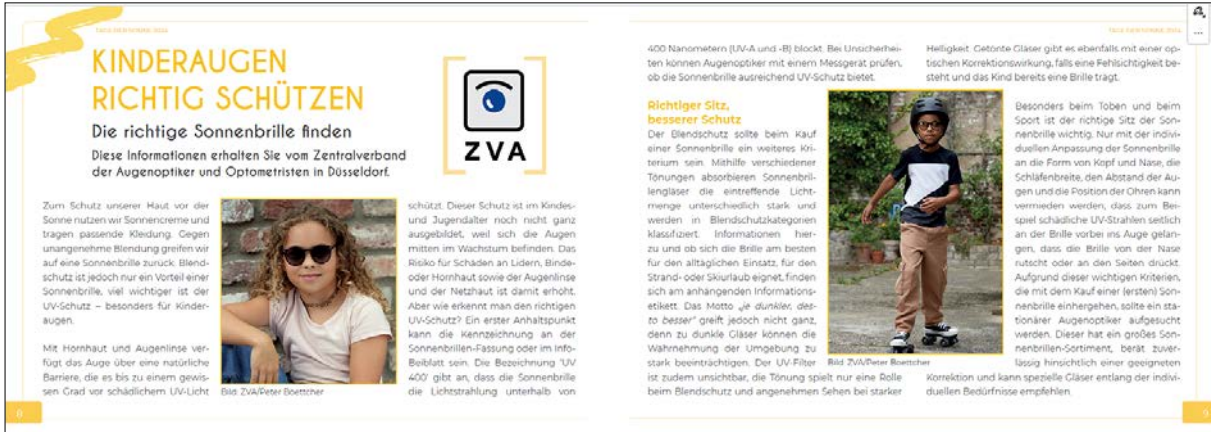 KINDERAUGEN
RICHTIG SCHÜTZEN
Die richtige Sonnenbrille finden
Diese Informationen erhalten Sie vom Zentralverband
der Augenoptiker und Optometristen in Düsseldorf.
ZVA
Zum Schutz unserer Haut vor der
Sonne nutzen wir Sonnencreme und
tragen passende Kleidung. Gegen
unangenehme Blendung greifen wir
auf eine Sonnenbrille zurück. Blend-
schutz ist jedoch nur ein Vorteil einer
Sonnenbrille, viel wichtiger ist der
UV-Schutz – besonders für Kinder-
augen.
Mit Hornhaut und Augenlinse ver-
fügt das Auge über eine natürliche
Barriere, die es bis zu einem gewis-
sen Grad vor schädlichem UV-Licht
Bild: ZVA/Peter Boettcher
schützt. Dieser Schutz ist im Kindes-
und Jugendalter noch nicht ganz
ausgebildet, weil sich die Augen
mitten im Wachstum befinden. Das
Risiko für Schäden an Lidern, Binde-
oder Hornhaut sowie der Augenlinse
und der Netzhaut ist damit erhöht.
Aber wie erkennt man den richtigen
UV-Schutz? Ein erster Anhaltspunkt
kann die Kennzeichnung an der
Sonnenbrillen-Fassung oder im Info-
Beiblatt sein. Die Bezeichnung 'UV
400' gibt an, dass die Sonnenbrille
die Lichtstrahlung unterhalb von
8
400 Nanometern (UV-A und -B) blockt. Bei Unsicherhei-
ten können Augenoptiker mit einem Messgerät prüfen,
ob die Sonnenbrille ausreichend UV-Schutz bietet.
Richtiger Sitz,
besserer Schutz
Der Blendschutz sollte beim Kauf
einer Sonnenbrille ein weiteres Kri-
terium sein. Mithilfe verschiedener
Tönungen absorbieren Sonnenbril-
lengläser die eintreffende Licht-
menge unterschiedlich stark und
werden in Blendschutzkategorien
klassifiziert. Informationen hier-
zu und ob sich die Brille am besten
für den alltäglichen Einsatz, für den
Strand- oder Skiurlaub eignet, finden
sich am anhängenden Informations-
etikett. Das Motto „je dunkler, des-
to besser" greift jedoch nicht ganz,
denn zu dunkle Gläser können die
Wahrnehmung der Umgebung zu
stark beeinträchtigen. Der UV-Filter
ist zudem unsichtbar, die Tönung spielt nur eine Rolle
beim Blendschutz und angenehmen Sehen bei starker
Bild: ZVA/Peter Boettcher
Helligkeit. Getönte Gläser gibt es ebenfalls mit einer op-
tischen Korrektionswirkung, falls eine Fehlsichtigkeit be-
steht und das Kind bereits eine Brille trägt.
Besonders beim Toben und beim
Sport ist der richtige Sitz der Son-
nenbrille wichtig. Nur mit der indivi-
duellen Anpassung der Sonnenbrille
an die Form von Kopf und Nase, die
Schläfenbreite, den Abstand der Au-
gen und die Position der Ohren kann
vermieden werden, dass zum Bei-
spiel schädliche UV-Strahlen seitlich
an der Brille vorbei ins Auge gelan-
gen, dass die Brille von der Nase
rutscht oder an den Seiten drückt.
Aufgrund dieser wichtigen Kriterien,
die mit dem Kauf einer (ersten) Son-
nenbrille einhergehen, sollte ein sta-
tionärer Augenoptiker aufgesucht
werden. Dieser hat ein großes Son-
nenbrillen-Sortiment, berät zuver-
lässig hinsichtlich einer geeigneten
Korrektion und kann spezielle Gläser entlang der indivi-
duellen Bedürfnisse empfehlen.
9